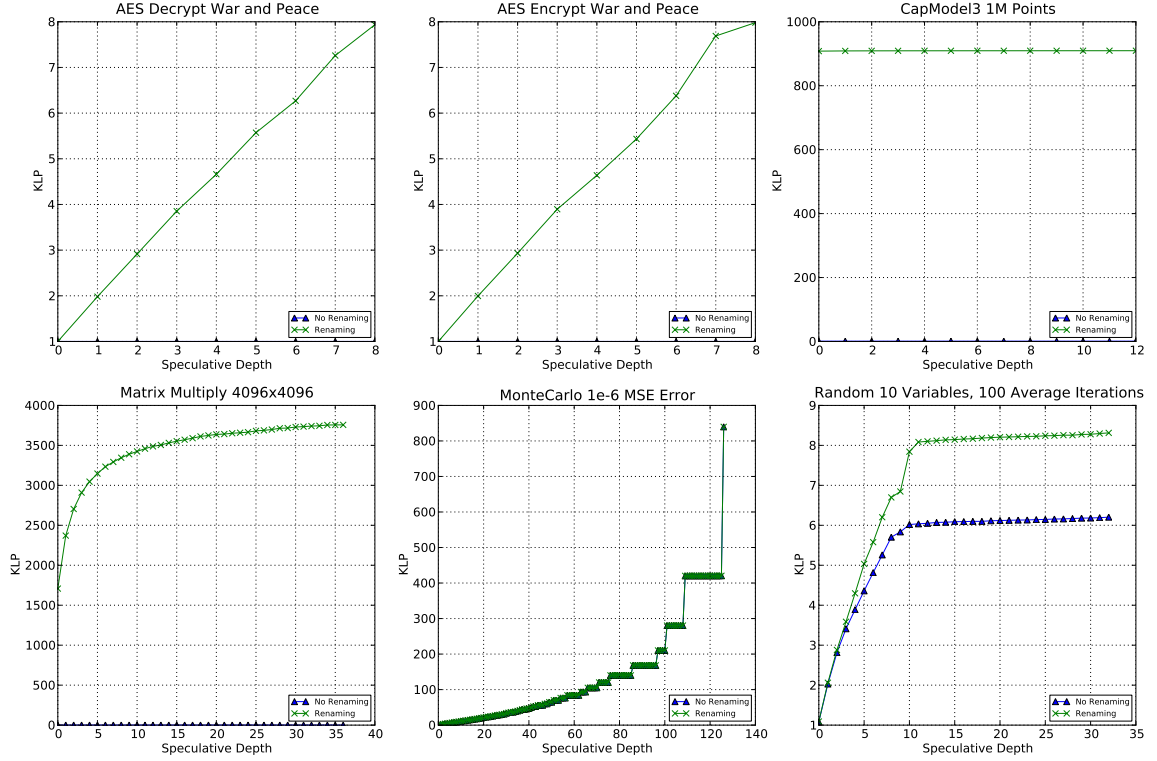 AES Decrypt War and Peace
8
7
6
5
4
3
2
1
KLP
0 1 2 3 4 5 6 7 8
Speculative Depth
No Renaming
Renaming
AES Encrypt War and Peace
8
7
6
5
4
3
2
1
KLP
0 1 2 3 4 5 6 7 8
Speculative Depth
No Renaming
Renaming
CapModel3 1M Points
1000
800
600
400
200
0
KLP
0 2 4 6 8 10 12
Speculative Depth
No Renaming
Renaming
Matrix Multiply 4096x4096
4000
3500
3000
2500
2000
1500
1000
500
0
KLP
0 5 10 15 20 25 30 35 40
Speculative Depth
No Renaming
Renaming
MonteCarlo 1e-6 MSE Error
900
800
700
600
500
400
300
200
100
0
KLP
0 20 40 60 80 100 120 140
Speculative Depth
No Renaming
Renaming
Random 10 Variables, 100 Average Iterations
9
8
7
6
5
4
3
2
1
KLP
0 5 10 15 20 25 30 35
Speculative Depth
No Renaming
Renaming